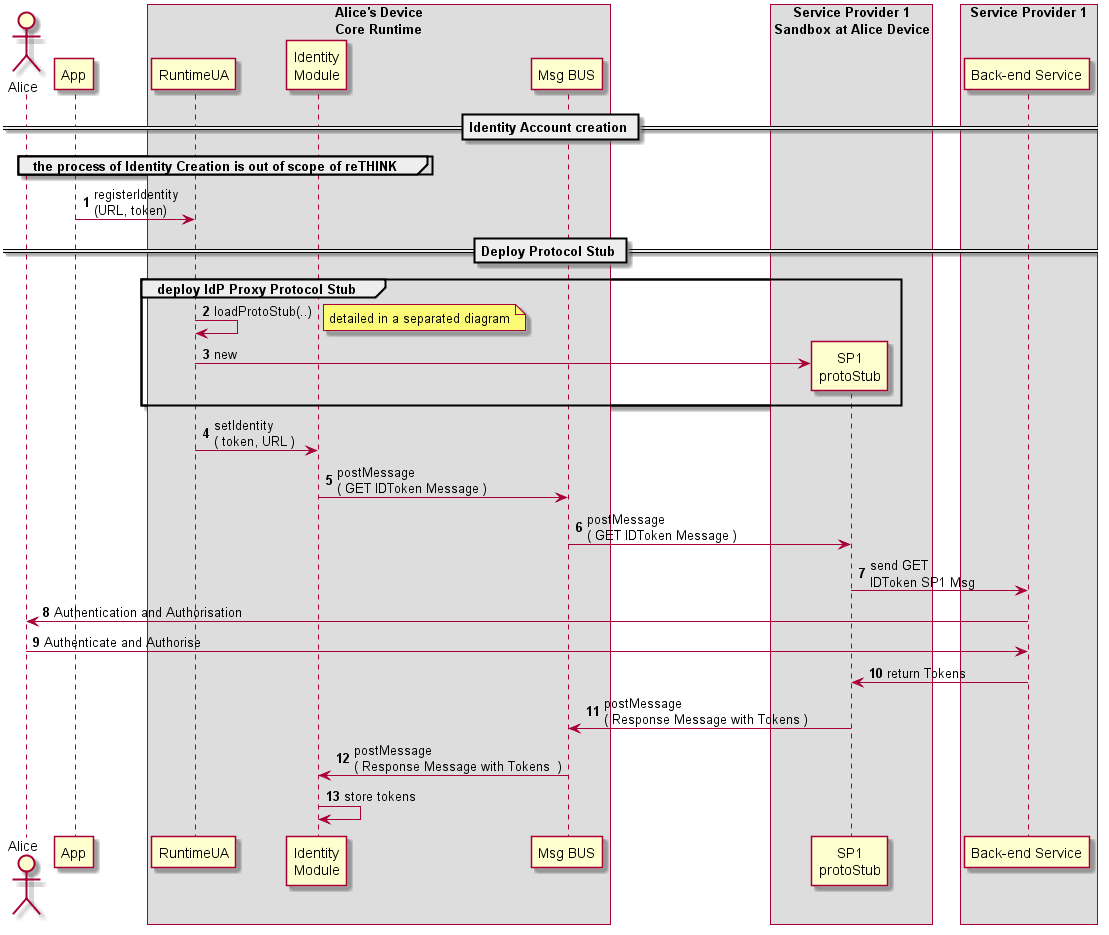 Alice's Device
Core Runtime
Service Provider 1
Sandbox at Alice Device
Service Provider 1
Alice
App
RuntimeUA
Identity
Module
Msg BUS
Back-end Service
Identity Account creation
the process of Identity Creation is out of scope of reTHINK
1 registerIdentity
(URL, token)
Deploy Protocol Stub
deploy IdP Proxy Protocol Stub
2 loadProtoStub(..)
detailed in a separated diagram
3 new
SP1
protoStub
4 setIdentity
( token, URL )
5 postMessage
( GET IDToken Message )
6 postMessage
( GET IDToken Message )
7 send GET
IDToken SP1 Msg
8 Authentication and Authorisation
9 Authenticate and Authorise
10 return Tokens
11 postMessage
( Response Message with Tokens )
12 postMessage
( Response Message with Tokens  )
13 store tokens
Alice
App
RuntimeUA
Identity
Module
Msg BUS
SP1
protoStub
Back-end Service